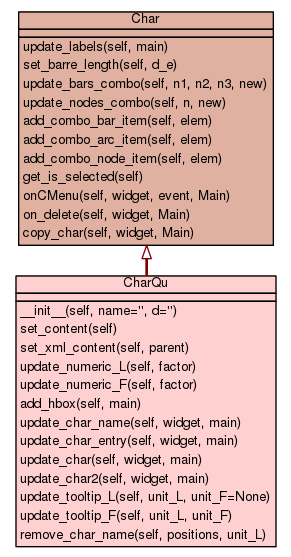 Char
update_labels(self, main)
set_barre_length(self, d_e)
update_bars_combo(self, n1, n2, n3, new)
update_nodes_combo(self, n, new)
add_combo_bar_item(self, elem)
add_combo_arc_item(self, elem)
add_combo_node_item(self, elem)
get_is_selected(self)
onCMenu(self, widget, event, Main)
on_delete(self, widget, Main)
copy_char(self, widget, Main)
CharQu
__init__(self, name='', d='')
set_content(self)
set_xml_content(self, parent)
update_numeric_L(self, factor)
update_numeric_F(self, factor)
add_hbox(self, main)
update_char_name(self, widget, main)
update_char_entry(self, widget, main)
update_char(self, widget, main)
update_char2(self, widget, main)
update_tooltip_L(self, unit_L, unit_F=None)
update_tooltip_F(self, unit_L, unit_F)
remove_char_name(self, positions, unit_L)